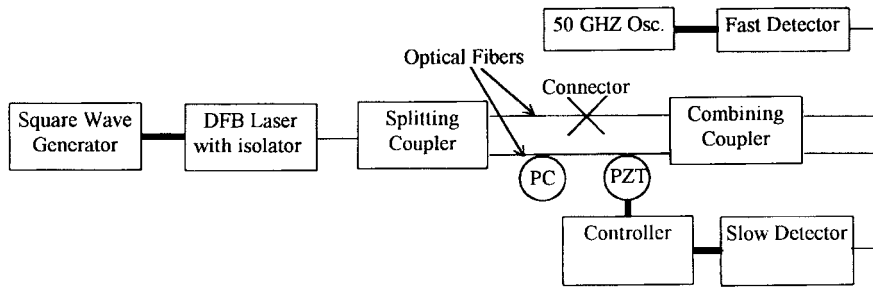 50 GHZ Osc.
Fast Detector
Optical Fibers
Connector
Square Wave
Generator
DFB Laser
with isolator
Splitting
Coupler
Combining
Coupler
PC
PZT
Controller
Slow Detector